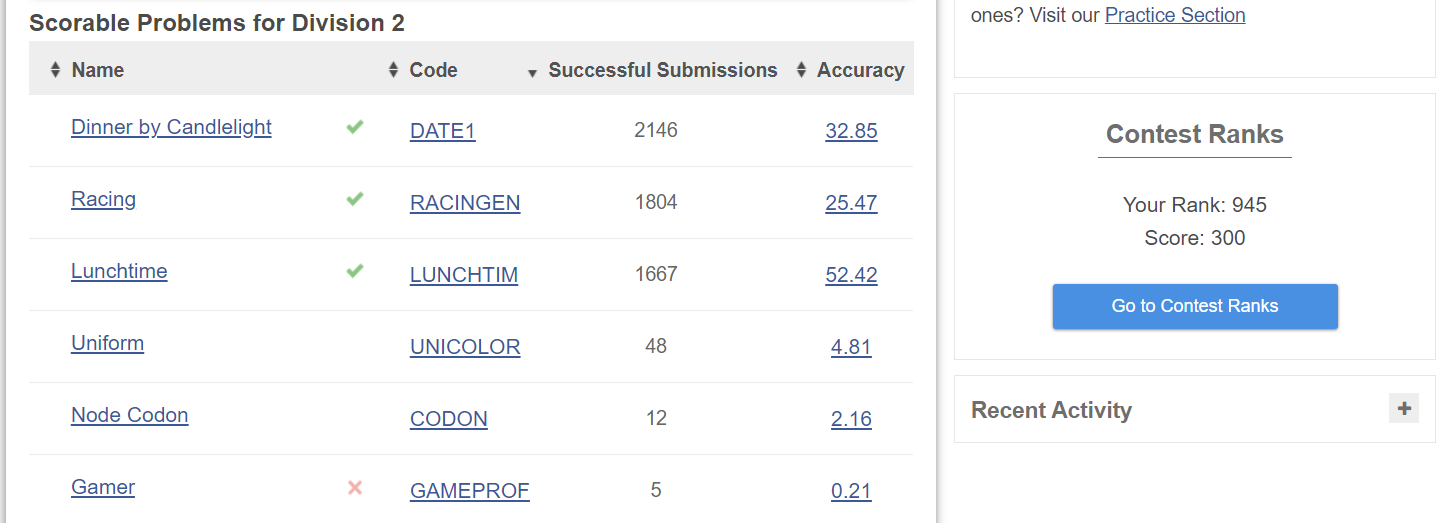 Scorable Problems for Division 2
Name Code Successful Submissions Accuracy
Dinner by Candlelight DATE1 2146 32.85
Racing RACINGEN 1804 25.47
Lunchtime LUNCHTIM 1667 52.42
Uniform UNICOLOR 48 4.81
Node Codon CODON 12 2.16
Gamer GAMEPROF 5 0.21
ones? Visit our Practice Section
Contest Ranks
Your Rank: 945
Score: 300
Go to Contest Ranks
Recent Activity